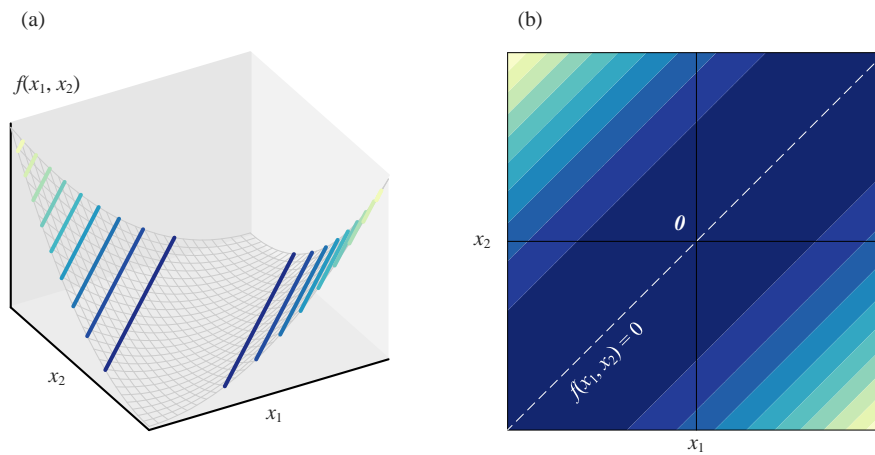 (a)
(b)
f(x₁, x₂)
0
x₂
f(x₁, x₂) = 0
x₂
x₁
x₁